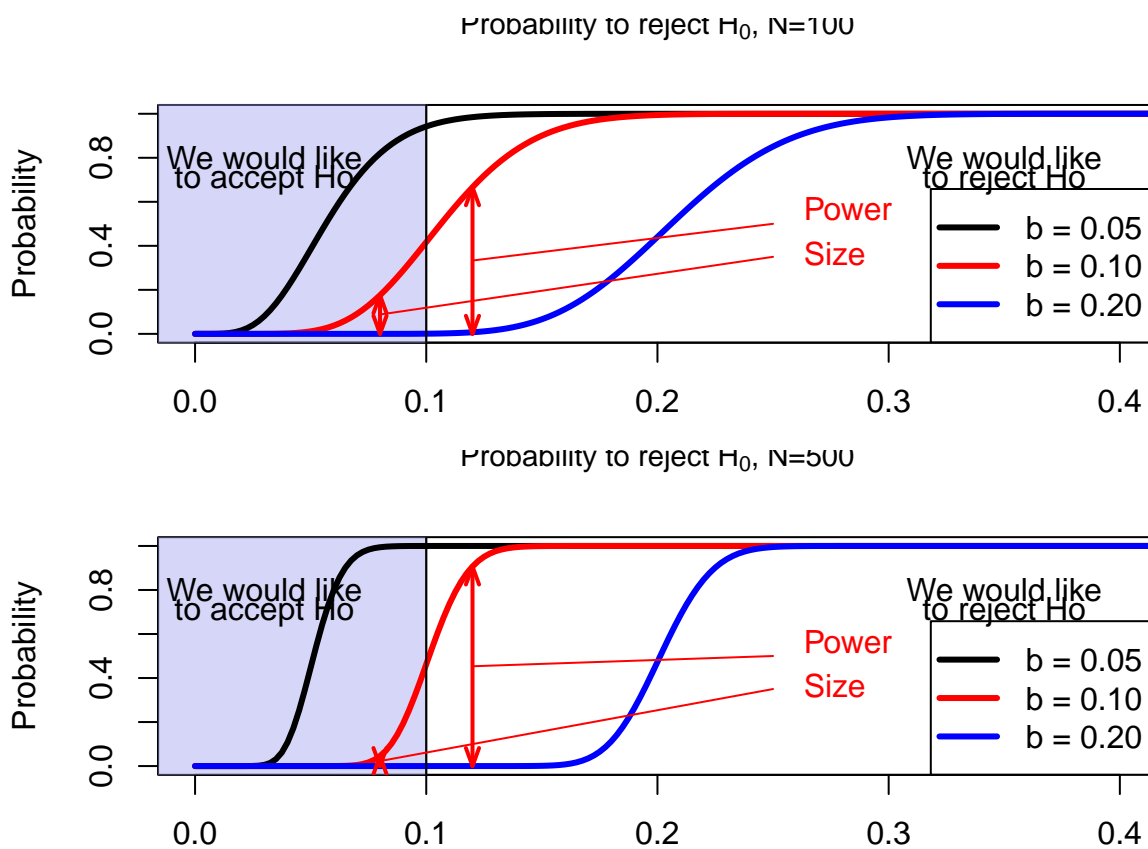 Probability to reject H₀, N=100
Probability
0.0 0.4 0.8
We would like
to accept Ho
We would like
to reject Ho
Power
Size
b = 0.05
b = 0.10
b = 0.20
0.0 0.1 0.2 0.3 0.4
Probability to reject H₀, N=500
Probability
0.0 0.4 0.8
We would like
to accept Ho
We would like
to reject Ho
Power
Size
b = 0.05
b = 0.10
b = 0.20
0.0 0.1 0.2 0.3 0.4